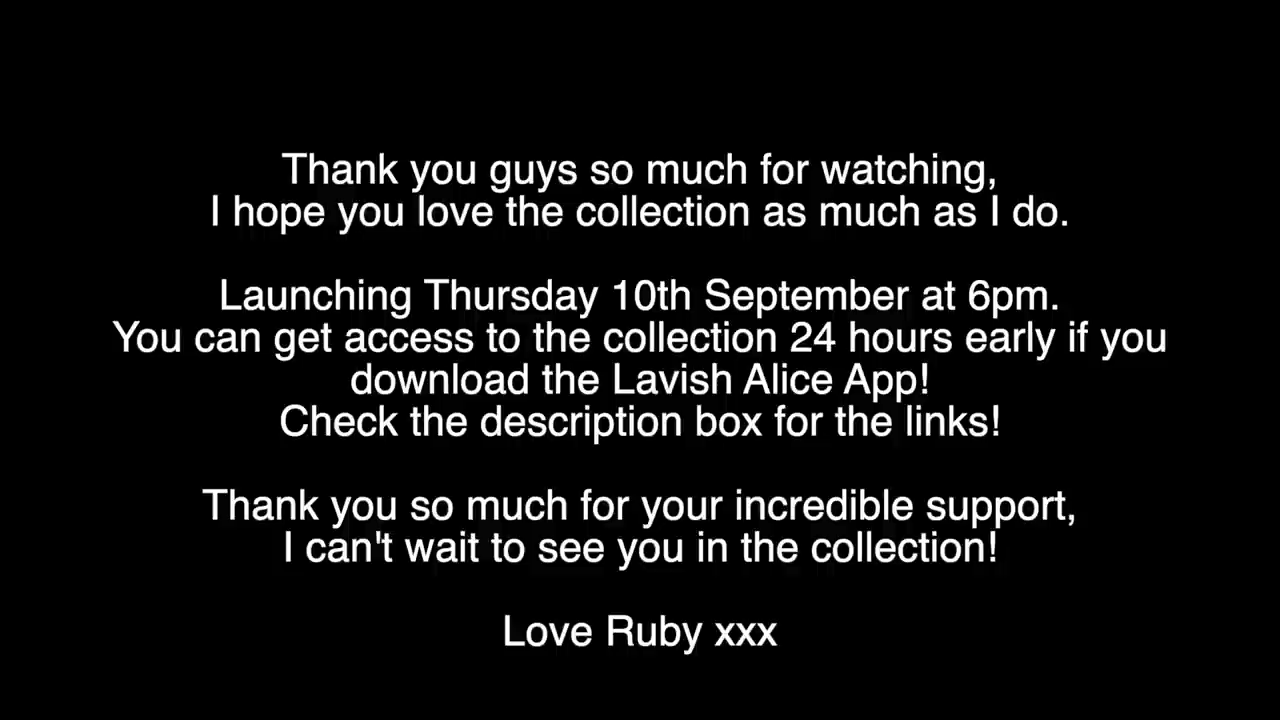 Thank you guys so much for watching,
I hope you love the collection as much as I do.
Launching Thursday 10th September at 6pm.
You can get access to the collection 24 hours early if you
download the Lavish Alice App!
Check the description box for the links!
Thank you so much for your incredible support,
I can't wait to see you in the collection!
Love Ruby xxx